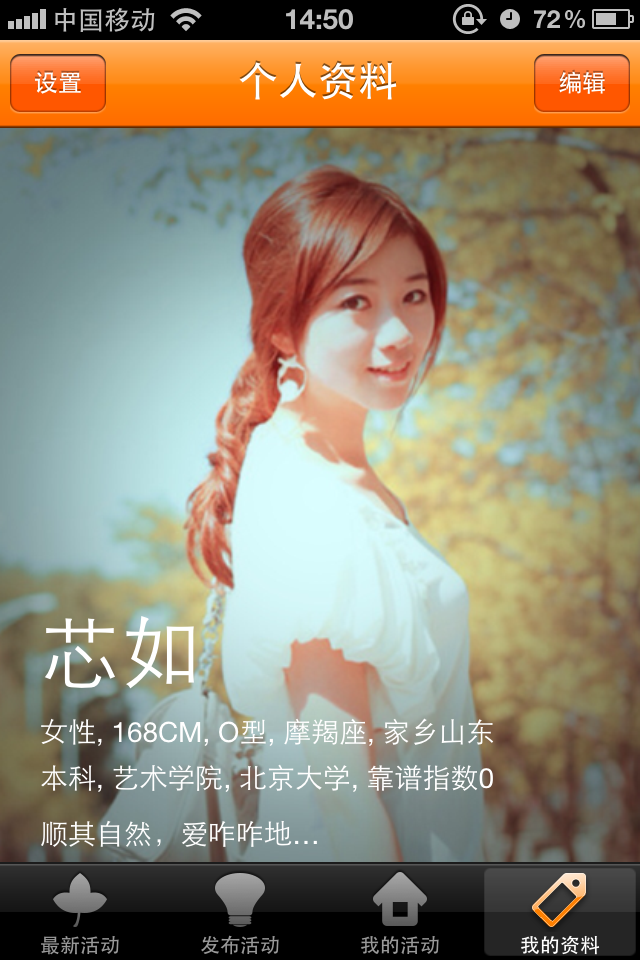 中国移动 14:50 72%
设置 个人资料 编辑
芯如
女性, 168CM, O型, 摩羯座, 家乡山东
本科, 艺术学院, 北京大学, 靠谱指数0
顺其自然，爱咋咋地...
最新活动 发布活动 我的活动 我的资料